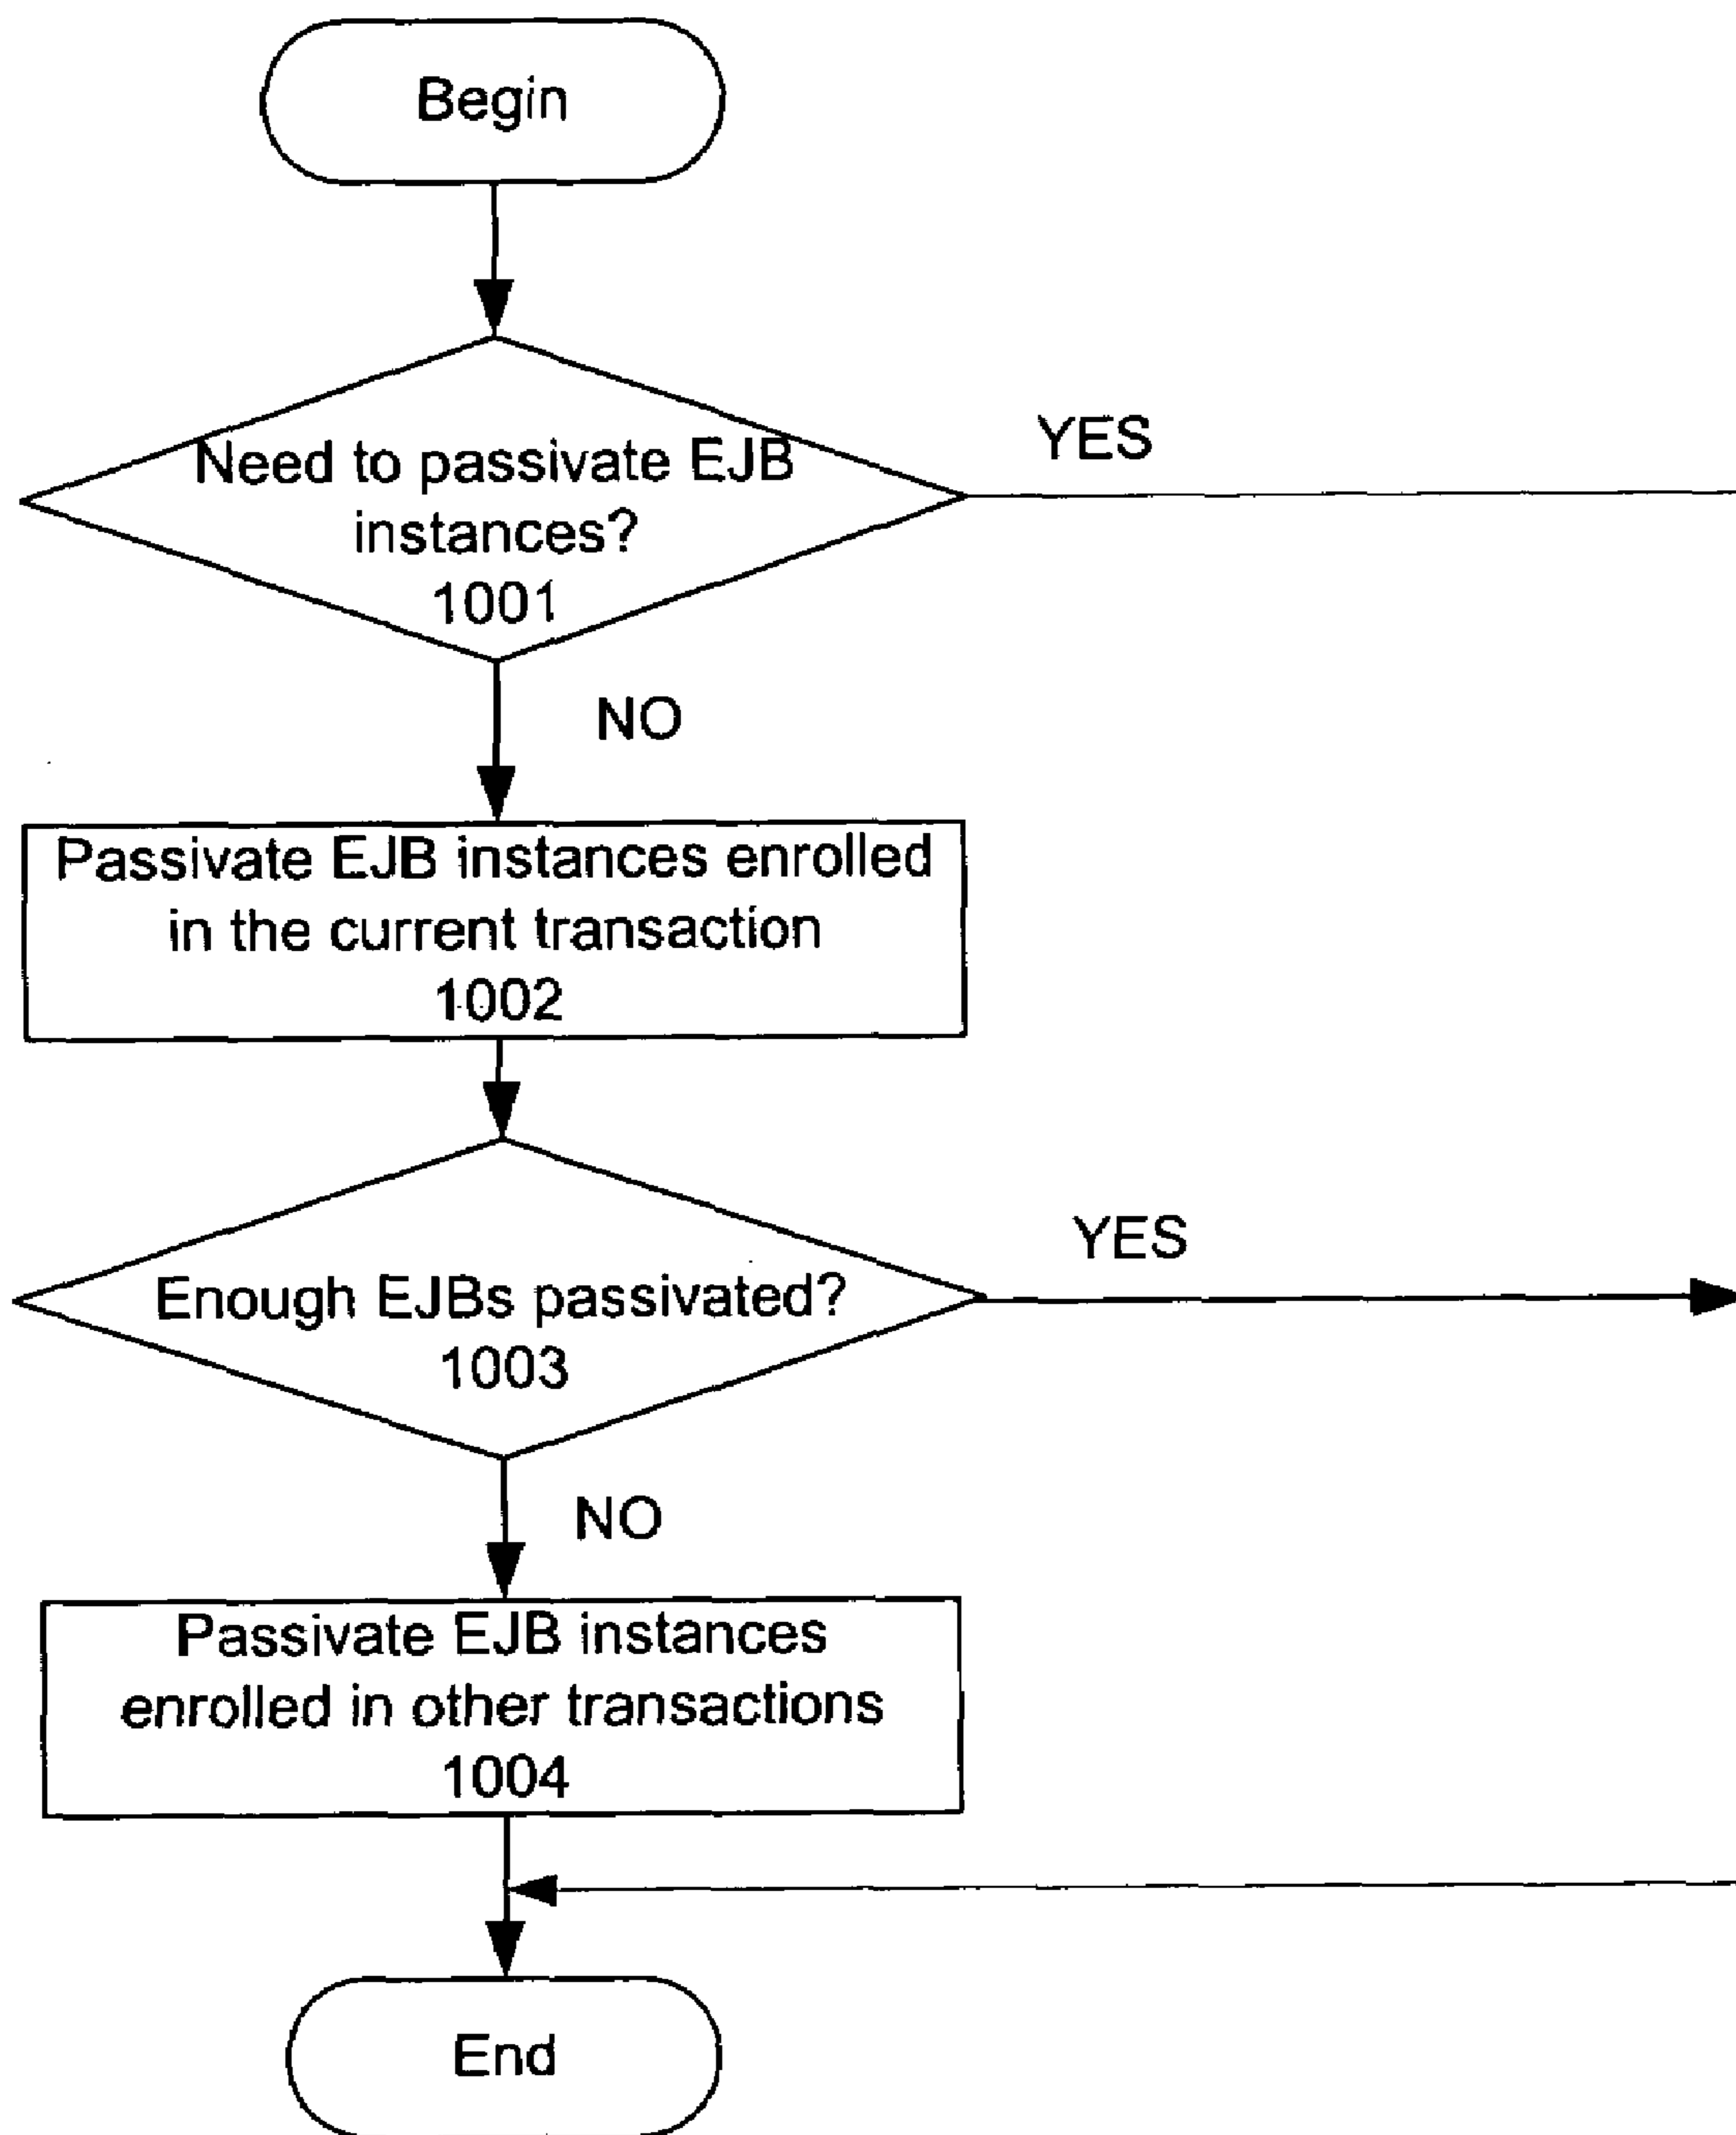 Begin
Need to passivate EJB
instances?
1001
YES
NO
Passivate EJB instances enrolled
in the current transaction
1002
Enough EJBs passivated?
1003
YES
NO
Passivate EJB instances
enrolled in other transactions
1004
End